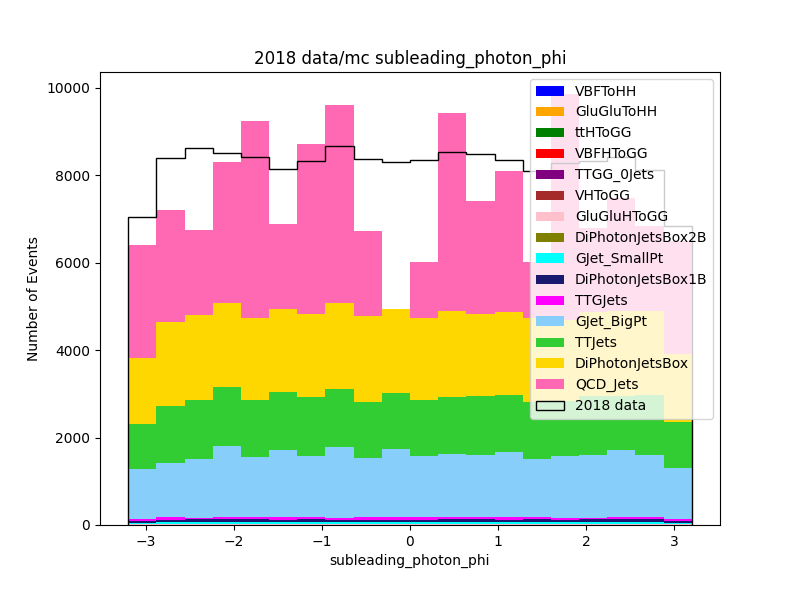 2018 data/mc subleading_photon_phi
Number of Events
10000
8000
6000
4000
2000
0
VBFToHH
GluGluToHH
ttHToGG
VBFHToGG
TTGG_0Jets
VHToGG
GluGluHToGG
DiPhotonJetsBox2B
GJet_SmallPt
DiPhotonJetsBox1B
TTGJets
GJet_BigPt
TTJets
DiPhotonJetsBox
QCD_Jets
2018 data
−3 −2 −1 0 1 2 3
subleading_photon_phi